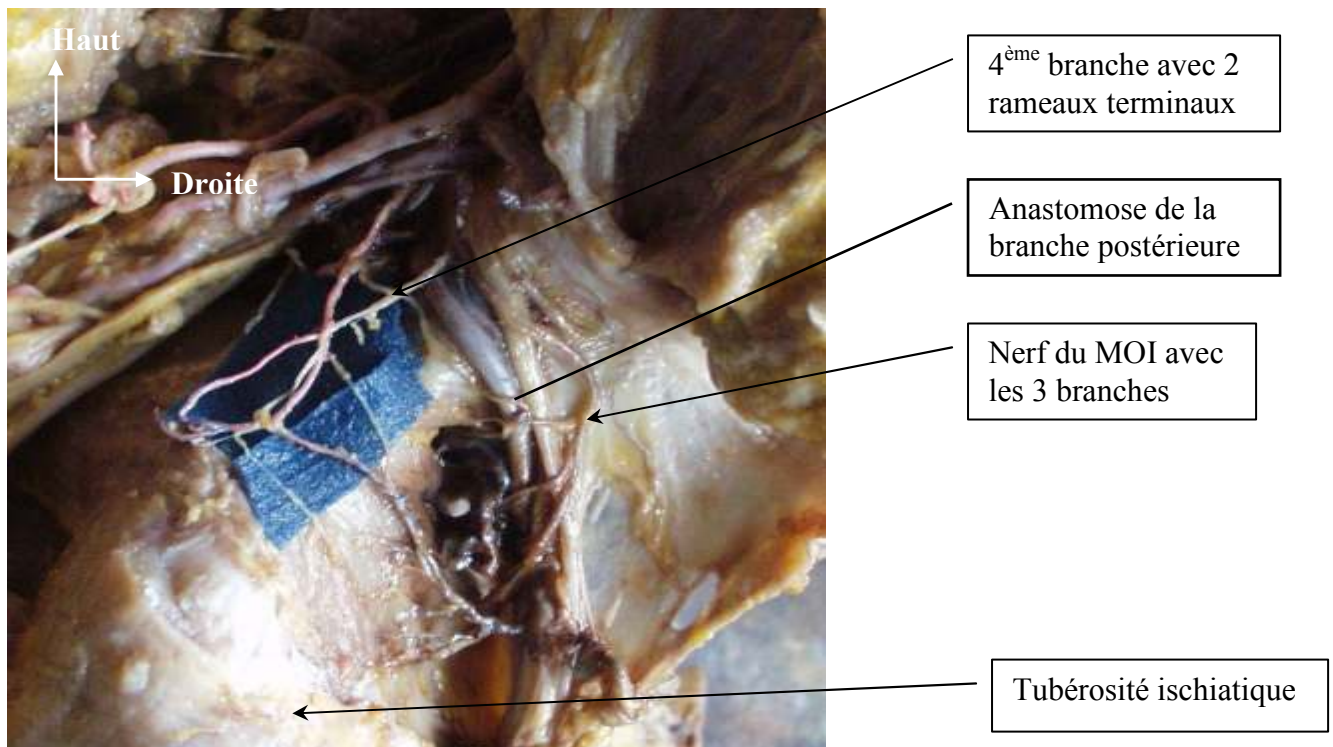 Haut
Droite
4ème branche avec 2
rameaux terminaux
Anastomose de la
branche postérieure
Nerf du MOI avec
les 3 branches
Tubérosité ischiatique